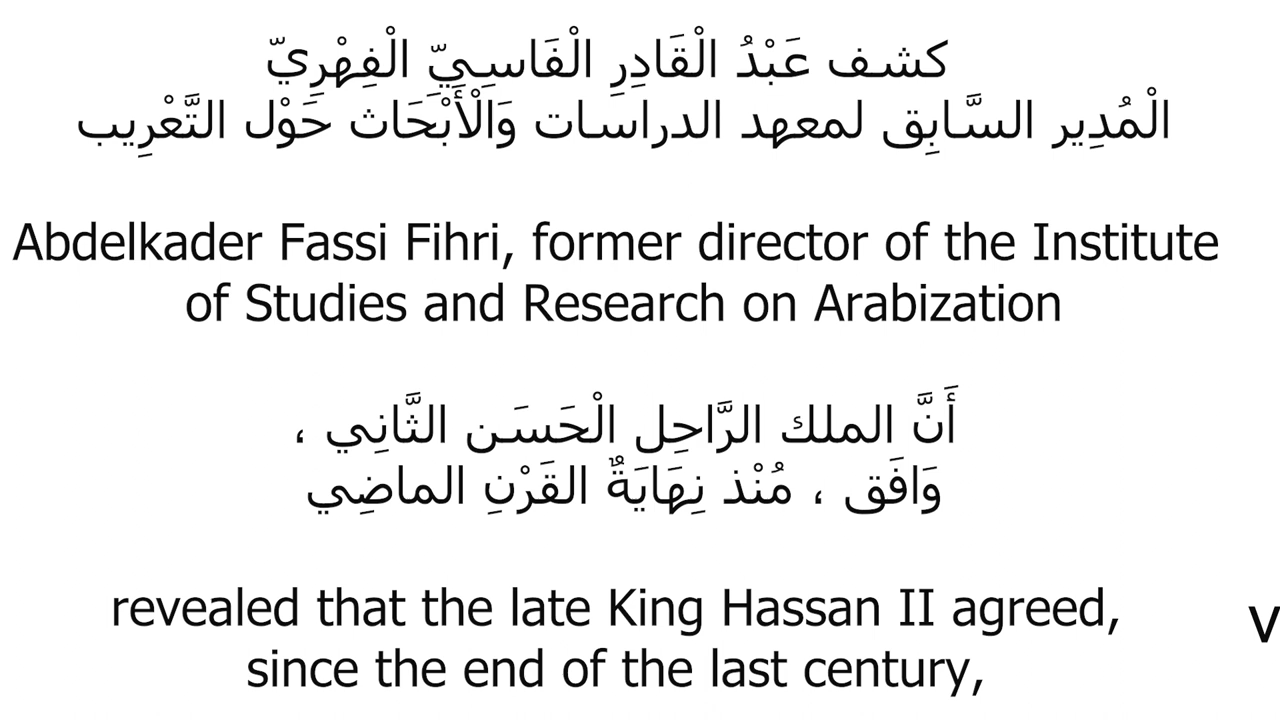 كشف عَبْدُ الْقَادِرِ الْفَاسِيِّ الْفِهْرِيّ
الْمُدِير السَّابِق لمعهد الدراسات وَالْأَبْحَاث حَوْل التَّعْرِيب
Abdelkader Fassi Fihri, former director of the Institute
of Studies and Research on Arabization
أَنَّ الملك الرَّاحِل الْحَسَن الثَّانِي ،
وَافَق ، مُنْذ نِهَايَةٌ القَرْنِ الماضِي
revealed that the late King Hassan II agreed,
since the end of the last century,
v